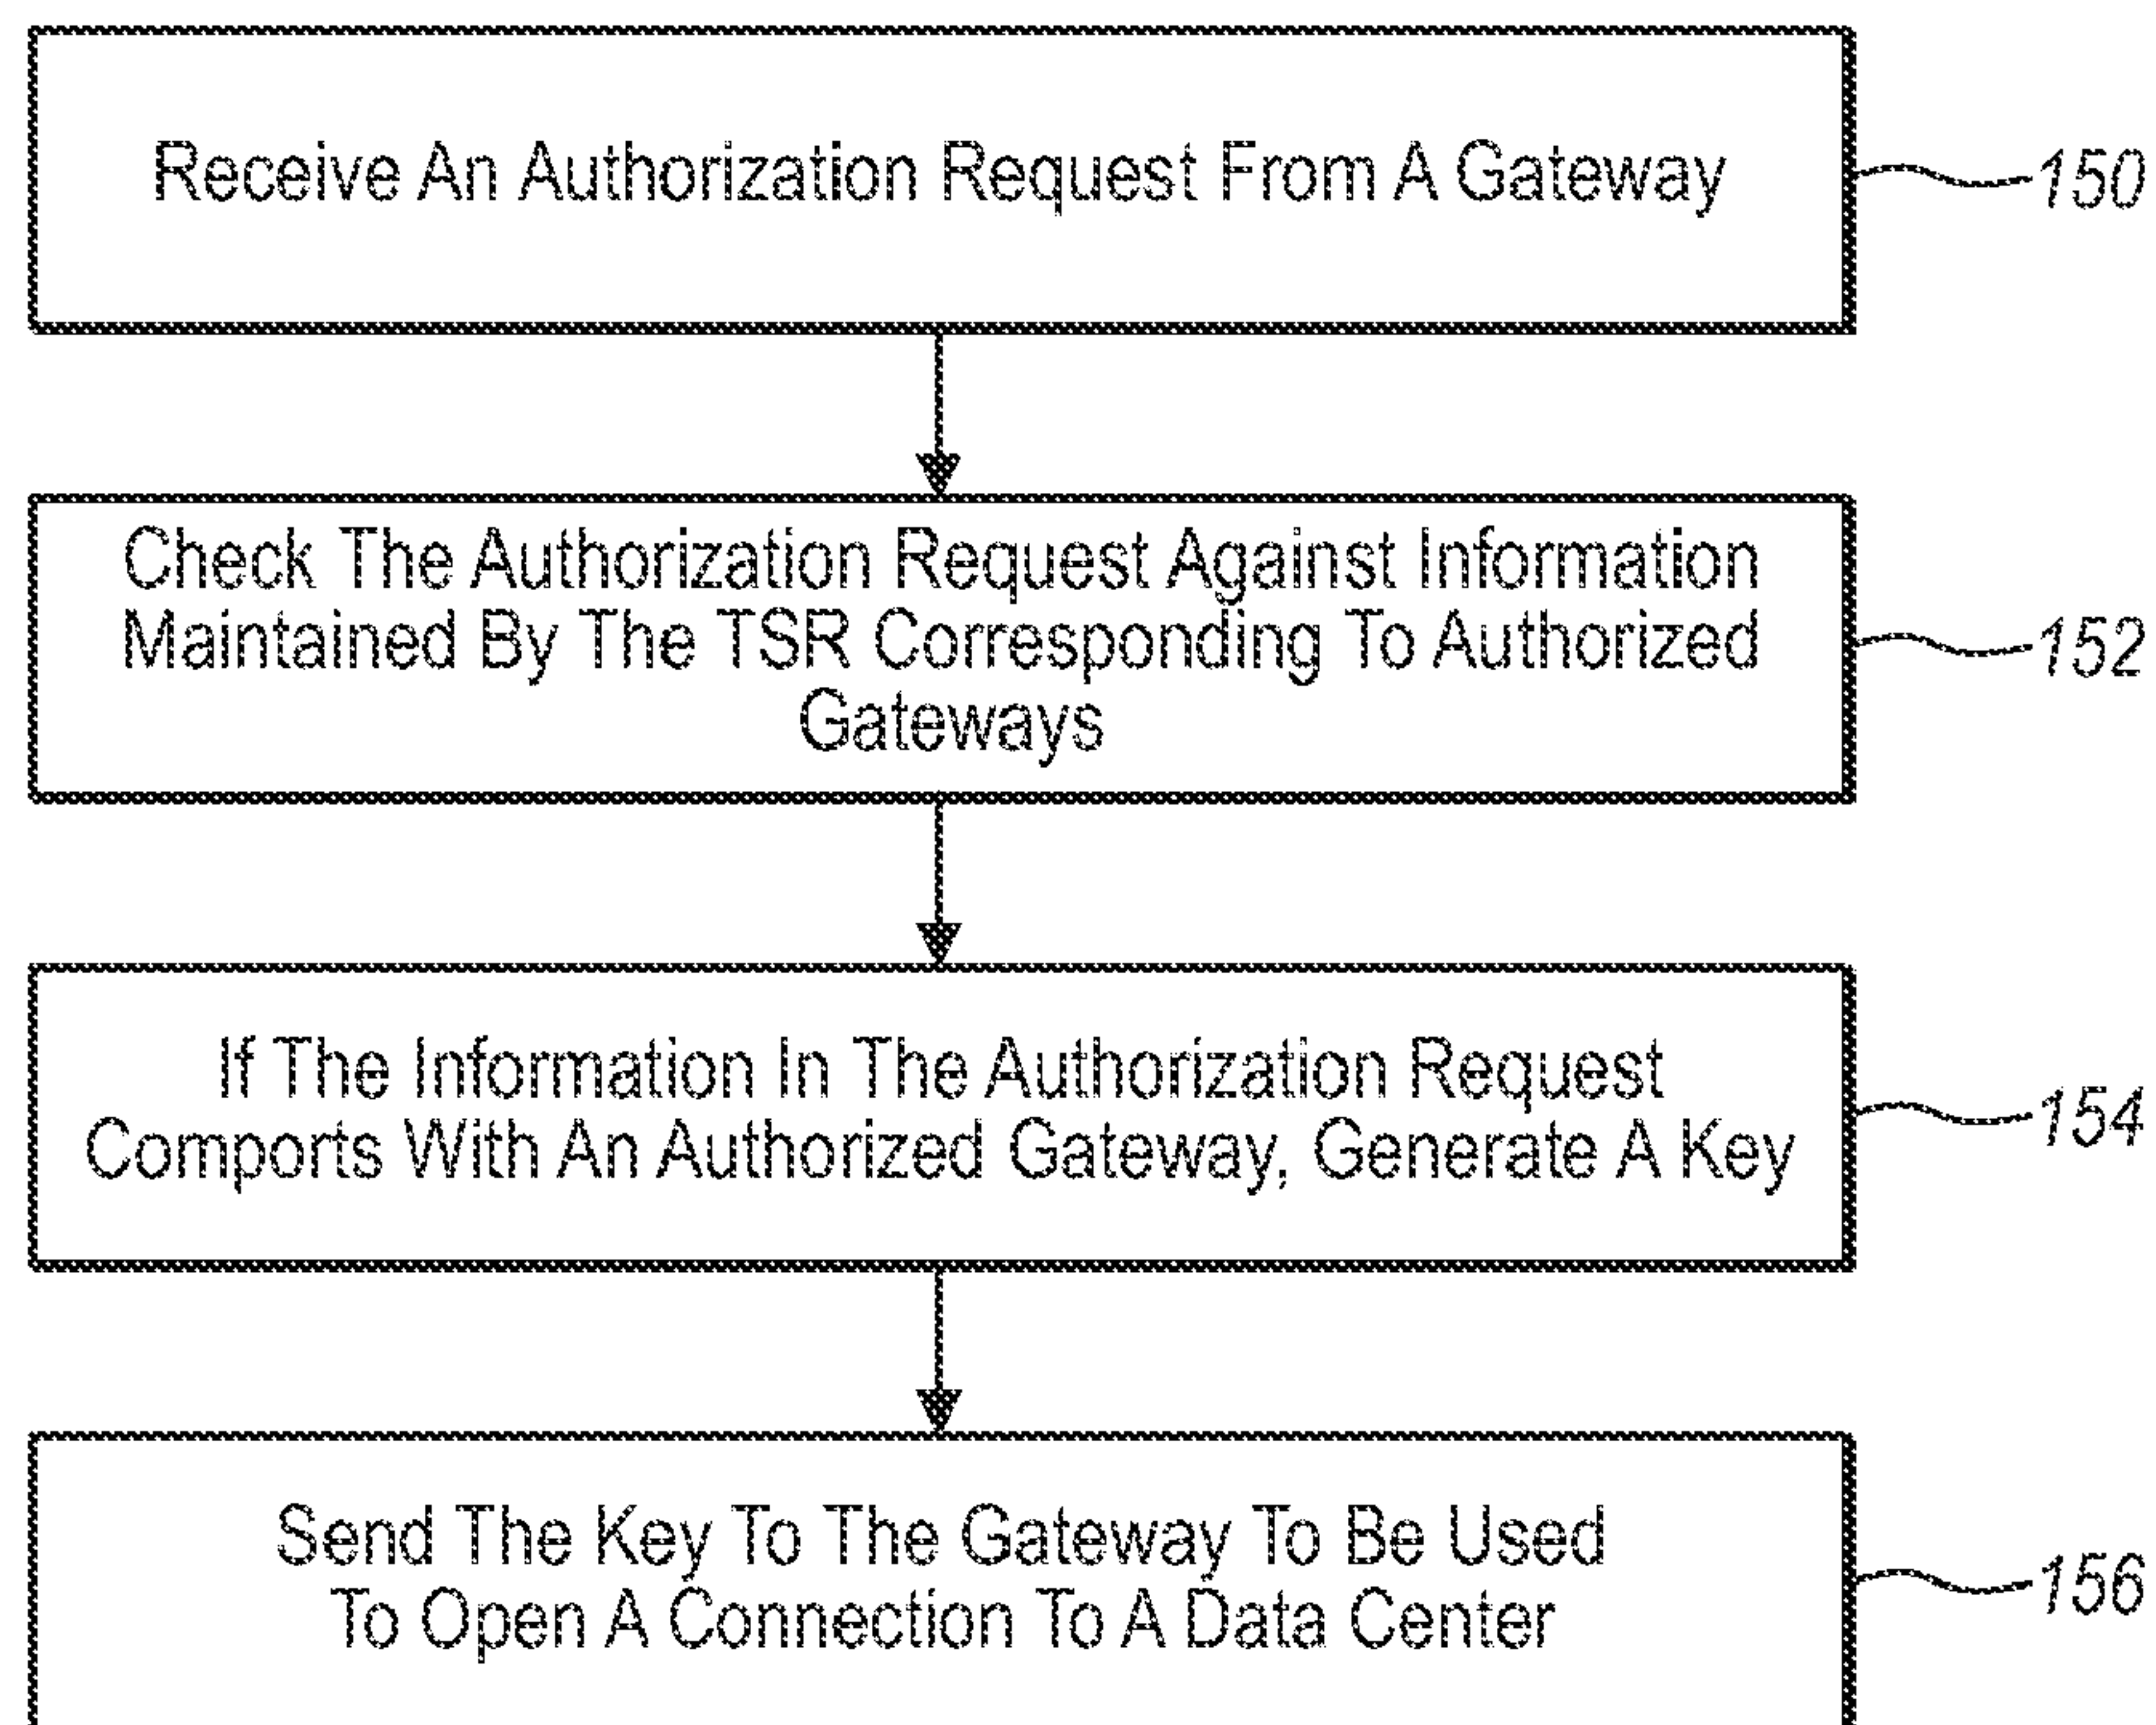 Receive An Authorization Request From A Gateway
150
Check The Authorization Request Against Information
Maintained By The TSR Corresponding To Authorized
Gateways
152
If The Information In The Authorization Request
Comports With An Authorized Gateway, Generate A Key
154
Send The Key To The Gateway To Be Used
To Open A Connection To A Data Center
156